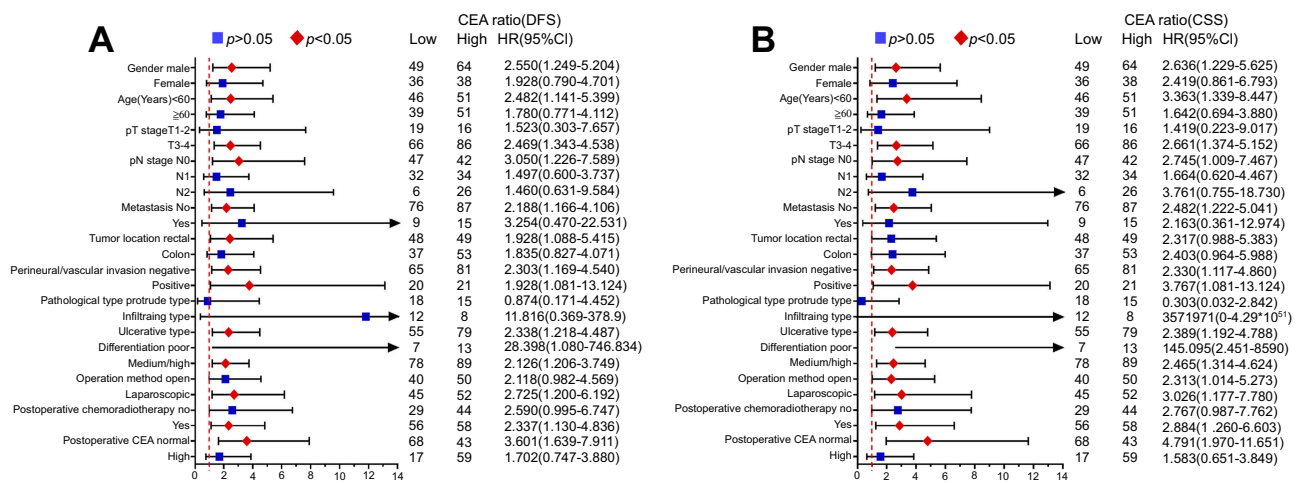 A
CEA ratio(DFS)
p>0.05 p<0.05 Low High HR(95%Cl)
Gender male 49 64 2.550(1.249-5.204)
Female 36 38 1.928(0.790-4.701)
Age(Years)<60 46 51 2.482(1.141-5.399)
≥60 39 51 1.780(0.771-4.112)
pT stageT1-2 19 16 1.523(0.303-7.657)
T3-4 66 86 2.469(1.343-4.538)
pN stage N0 47 42 3.050(1.226-7.589)
N1 32 34 1.497(0.600-3.737)
N2 6 26 1.460(0.631-9.584)
Metastasis No 76 87 2.188(1.166-4.106)
Yes 9 15 3.254(0.470-22.531)
Tumor location rectal 48 49 1.928(1.088-5.415)
Colon 37 53 1.835(0.827-4.071)
Perineural/vascular invasion negative 65 81 2.303(1.169-4.540)
Positive 20 21 1.928(1.081-13.124)
Pathological type protrude type 18 15 0.874(0.171-4.452)
Infiltraing type 12 8 11.816(0.369-378.9)
Ulcerative type 55 79 2.338(1.218-4.487)
Differentiation poor 7 13 28.398(1.080-746.834)
Medium/high 78 89 2.126(1.206-3.749)
Operation method open 40 50 2.118(0.982-4.569)
Laparoscopic 45 52 2.725(1.200-6.192)
Postoperative chemoradiotherapy no 29 44 2.590(0.995-6.747)
Yes 56 58 2.337(1.130-4.836)
Postoperative CEA normal 68 43 3.601(1.639-7.911)
High 17 59 1.702(0.747-3.880)
0 2 4 6 8 10 12 14
B
CEA ratio(CSS)
p>0.05 p<0.05 Low High HR(95%Cl)
Gender male 49 64 2.636(1.229-5.625)
Female 36 38 2.419(0.861-6.793)
Age(Years)<60 46 51 3.363(1.339-8.447)
≥60 39 51 1.642(0.694-3.880)
pT stageT1-2 19 16 1.419(0.223-9.017)
T3-4 66 86 2.661(1.374-5.152)
pN stage N0 47 42 2.745(1.009-7.467)
N1 32 34 1.664(0.620-4.467)
N2 6 26 3.761(0.755-18.730)
Metastasis No 76 87 2.482(1.222-5.041)
Yes 9 15 2.163(0.361-12.974)
Tumor location rectal 48 49 2.317(0.988-5.383)
Colon 37 53 2.403(0.964-5.988)
Perineural/vascular invasion negative 65 81 2.330(1.117-4.860)
Positive 20 21 3.767(1.081-13.124)
Pathological type protrude type 18 15 0.303(0.032-2.842)
Infiltraing type 12 8 3571971(0-4.29*10⁵¹)
Ulcerative type 55 79 2.389(1.192-4.788)
Differentiation poor 7 13 145.095(2.451-8590)
Medium/high 78 89 2.465(1.314-4.624)
Operation method open 40 50 2.313(1.014-5.273)
Laparoscopic 45 52 3.026(1.177-7.780)
Postoperative chemoradiotherapy no 29 44 2.767(0.987-7.762)
Yes 56 58 2.884(1 .260-6.603)
Postoperative CEA normal 68 43 4.791(1.970-11.651)
High 17 59 1.583(0.651-3.849)
0 2 4 6 8 10 12 14